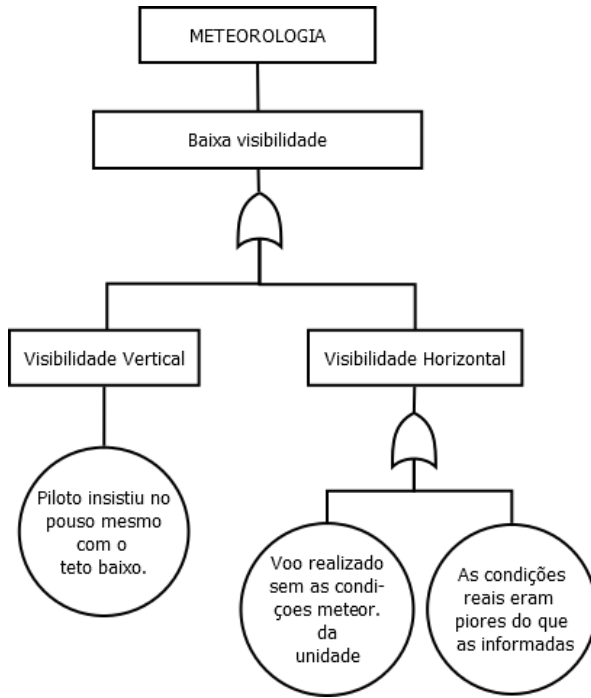 METEOROLOGIA
Baixa visibilidade
Visibilidade Vertical
Visibilidade Horizontal
Piloto insistiu no
pouso mesmo
com o
teto baixo.
Voo realizado
sem as condi-
çoes meteor.
da
unidade
As condições
reais eram
piores do que
as informadas